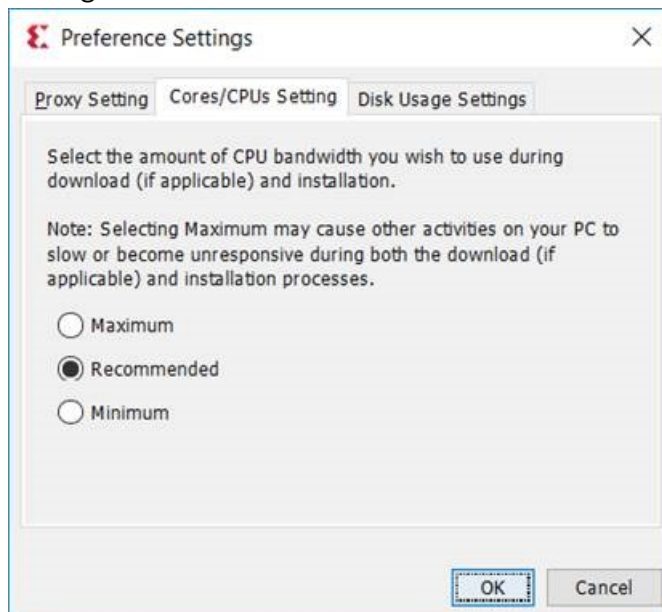 Preference Settings
Proxy Setting Cores/CPUs Setting Disk Usage Settings
Select the amount of CPU bandwidth you wish to use during
download (if applicable) and installation.
Note: Selecting Maximum may cause other activities on your PC to
slow or become unresponsive during both the download (if
applicable) and installation processes.
Maximum
Recommended
Minimum
OK Cancel